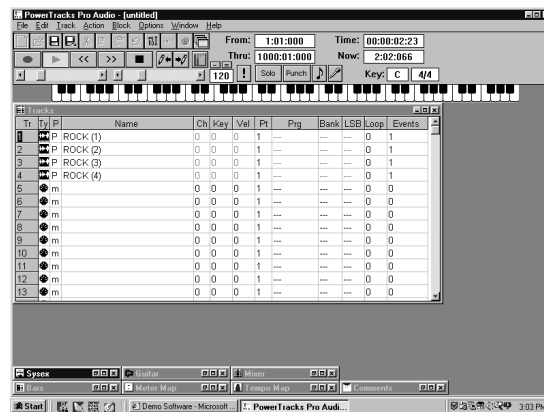 PowerTracks Pro Audio - [untitled]
File Edit Track Action Block Options Window Help
From: 1:01:000 Time: 00:00:02:23
Thru: 1000:01:000 Now: 2:02:066
120 ! Solo Punch Key: C 4/4
Tracks
Tr Ty P Name Ch Key Vel Pt Prg Bank LSB Loop Events
1 P ROCK (1) 0 0 0 1 --- --- --- 0 1
2 P ROCK (2) 0 0 0 1 --- --- --- 0 1
3 P ROCK (3) 0 0 0 1 --- --- --- 0 1
4 P ROCK (4) 0 0 0 1 --- --- --- 0 1
5 m 0 0 0 1 --- --- --- 0 0
6 m 0 0 0 1 --- --- --- 0 0
7 m 0 0 0 1 --- --- --- 0 0
8 m 0 0 0 1 --- --- --- 0 0
9 m 0 0 0 1 --- --- --- 0 0
10 m 0 0 0 1 --- --- --- 0 0
11 m 0 0 0 1 --- --- --- 0 0
12 m 0 0 0 1 --- --- --- 0 0
13 m 0 0 0 1 --- --- --- 0 0
Sysex Guitar Mixer
Bars Meter Map Tempo Map Comments
Start Demo Software - Microsoft ... PowerTracks Pro Audi... 3:03 PM